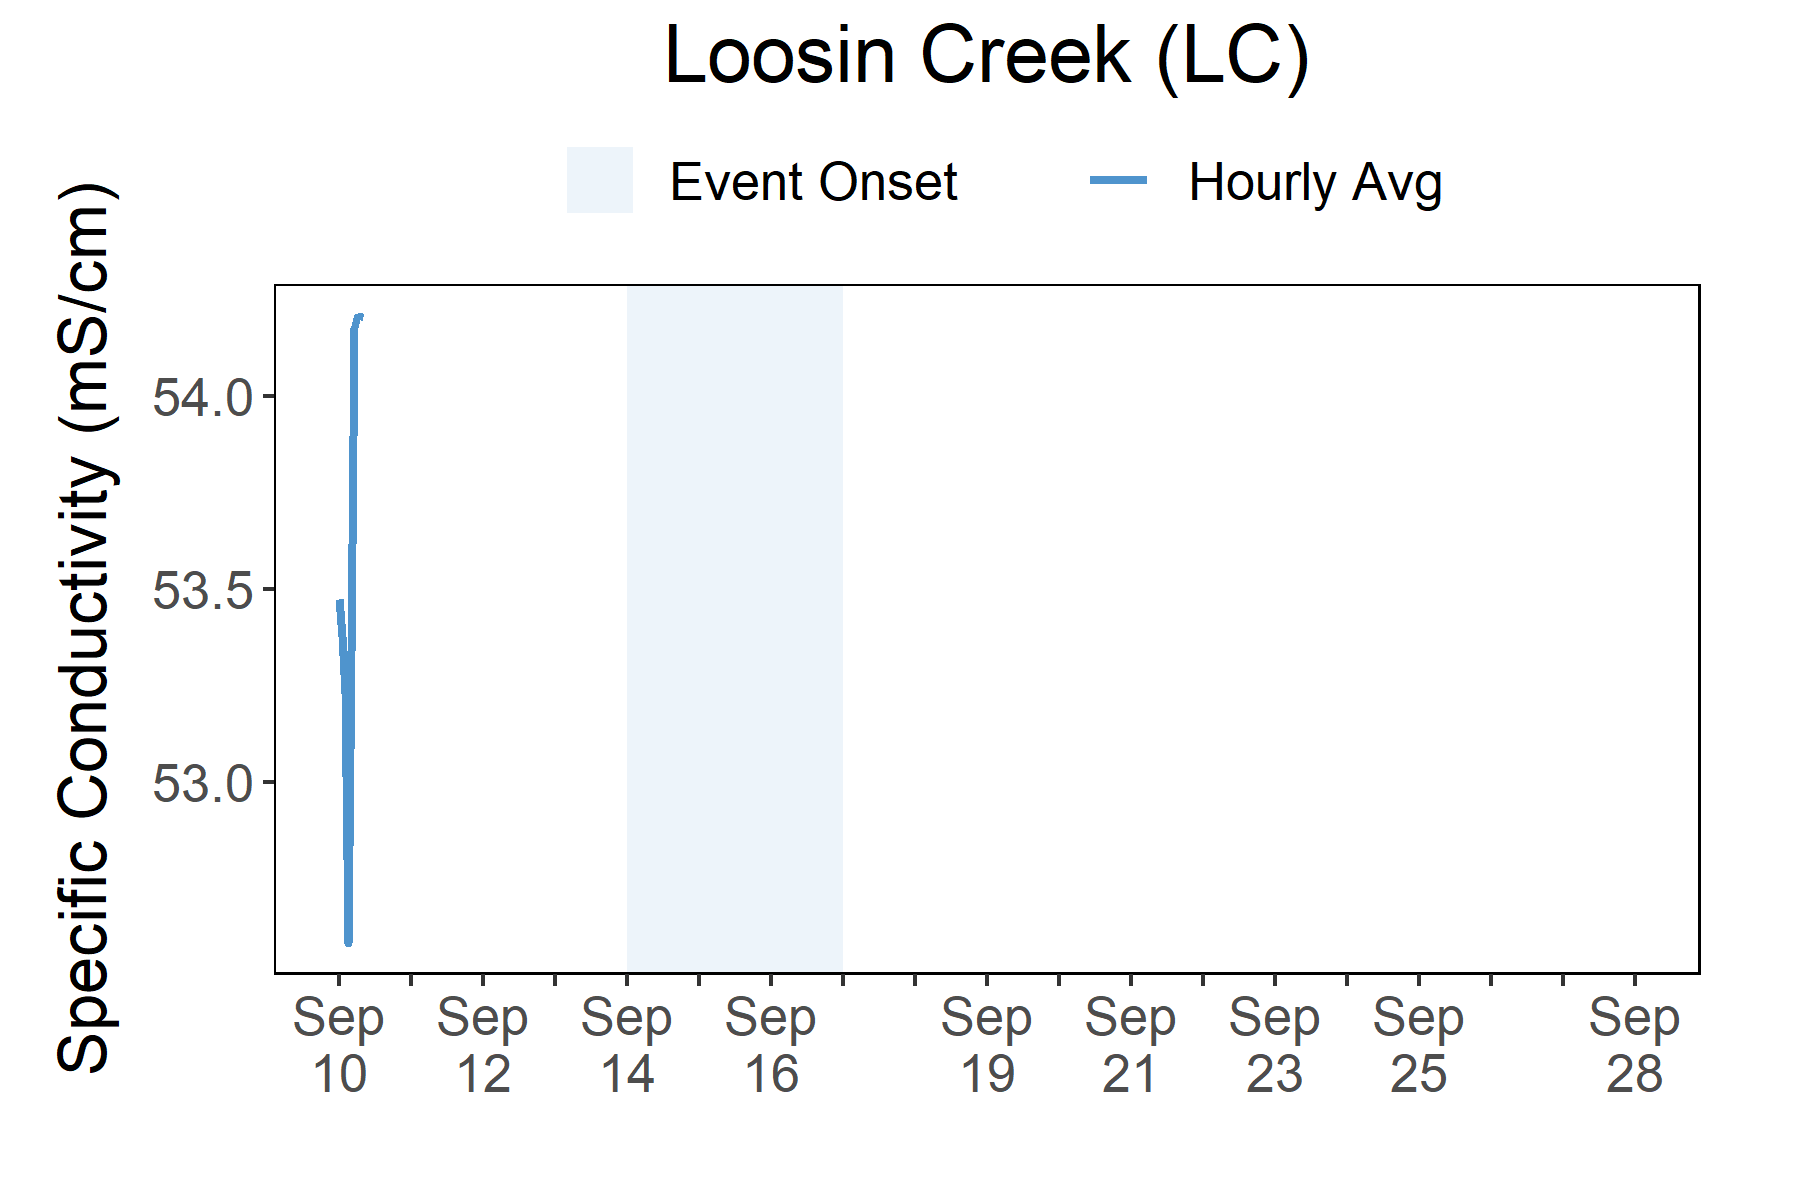 Loosin Creek (LC)
Event Onset
Hourly Avg
Specific Conductivity (mS/cm)
54.0
53.5
53.0
Sep 10
Sep 12
Sep 14
Sep 16
Sep 19
Sep 21
Sep 23
Sep 25
Sep 28